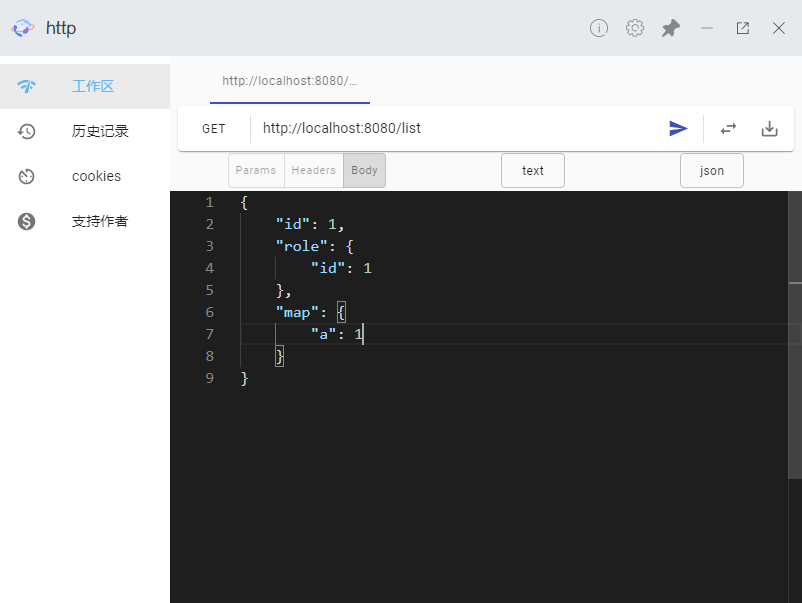 http
工作区
历史记录
cookies
支持作者
http://localhost:8080/…
GET http://localhost:8080/list
Params Headers Body text json
1 {
2     "id": 1,
3     "role": {
4         "id": 1
5     },
6     "map": {
7         "a": 1
8     }
9 }